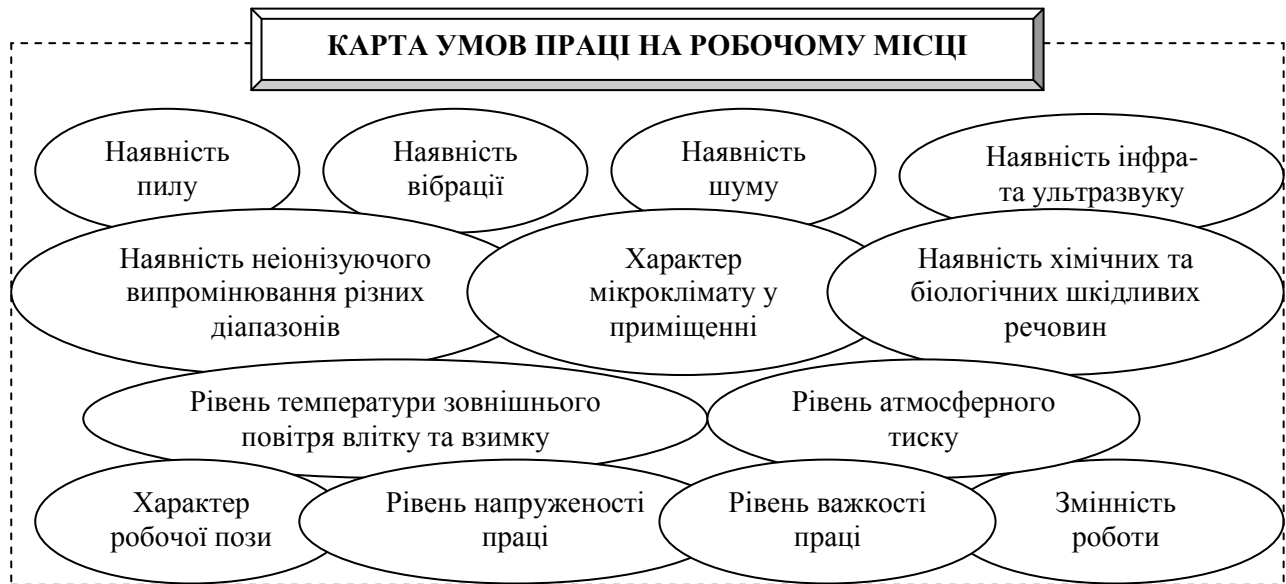 КАРТА УМОВ ПРАЦІ НА РОБОЧОМУ МІСЦІ
Наявність
пилу
Наявність
вібрації
Наявність
шуму
Наявність інфра-
та ультразвуку
Наявність неіонізуючого
випромінювання різних
діапазонів
Характер
мікроклімату у
приміщенні
Наявність хімічних та
біологічних шкідливих
речовин
Рівень температури зовнішнього
повітря влітку та взимку
Рівень атмосферного
тиску
Характер
робочої пози
Рівень напруженості
праці
Рівень важкості
праці
Змінність
роботи